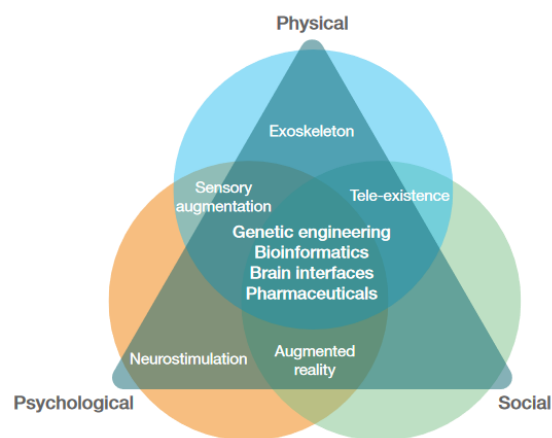 Physical
Exoskeleton
Sensory
augmentation
Tele-existence
Genetic engineering
Bioinformatics
Brain interfaces
Pharmaceuticals
Neurostimulation
Augmented
reality
Psychological
Social